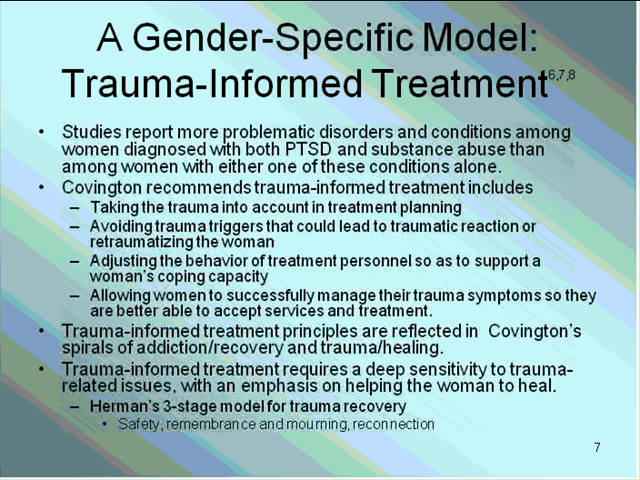 A Gender-Specific Model:
Trauma-Informed Treatment6,7,8
• Studies report more problematic disorders and conditions among
women diagnosed with both PTSD and substance abuse than
among women with either one of these conditions alone.
• Covington recommends trauma-informed treatment includes
– Taking the trauma into account in treatment planning
– Avoiding trauma triggers that could lead to traumatic reaction or
retraumatizing the woman
– Adjusting the behavior of treatment personnel so as to support a
woman's coping capacity
– Allowing women to successfully manage their trauma symptoms so they
are better able to accept services and treatment.
• Trauma-informed treatment principles are reflected in Covington's
spirals of addiction/recovery and trauma/healing.
• Trauma-informed treatment requires a deep sensitivity to trauma-
related issues, with an emphasis on helping the woman to heal.
– Herman's 3-stage model for trauma recovery
• Safety, remembrance and mourning, reconnection
7